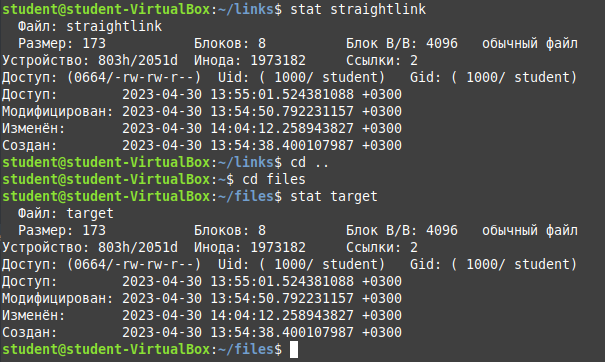 student@student-VirtualBox:~/links$ stat straightlink
Файл: straightlink
Размер: 173 Блоков: 8 Блок В/В: 4096 обычный файл
Устройство: 803h/2051d Инода: 1973182 Ссылки: 2
Доступ: (0664/-rw-rw-r--) Uid: ( 1000/ student) Gid: ( 1000/ student)
Доступ: 2023-04-30 13:55:01.524381088 +0300
Модифицирован: 2023-04-30 13:54:50.792231157 +0300
Изменён: 2023-04-30 14:04:12.258943827 +0300
Создан: 2023-04-30 13:54:38.400107987 +0300
student@student-VirtualBox:~/links$ cd ..
student@student-VirtualBox:~$ cd files
student@student-VirtualBox:~/files$ stat target
Файл: target
Размер: 173 Блоков: 8 Блок В/В: 4096 обычный файл
Устройство: 803h/2051d Инода: 1973182 Ссылки: 2
Доступ: (0664/-rw-rw-r--) Uid: ( 1000/ student) Gid: ( 1000/ student)
Доступ: 2023-04-30 13:55:01.524381088 +0300
Модифицирован: 2023-04-30 13:54:50.792231157 +0300
Изменён: 2023-04-30 14:04:12.258943827 +0300
Создан: 2023-04-30 13:54:38.400107987 +0300
student@student-VirtualBox:~/files$